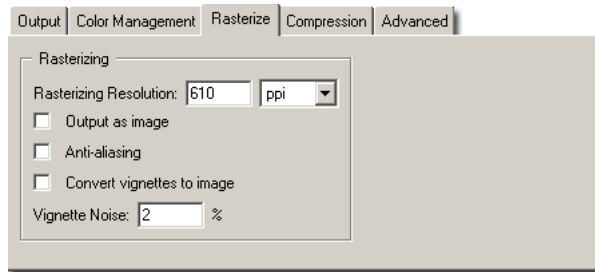 Output Color Management Rasterize Compression Advanced
Rasterizing
Rasterizing Resolution: 610 ppi
Output as image
Anti-aliasing
Convert vignettes to image
Vignette Noise: 2 %